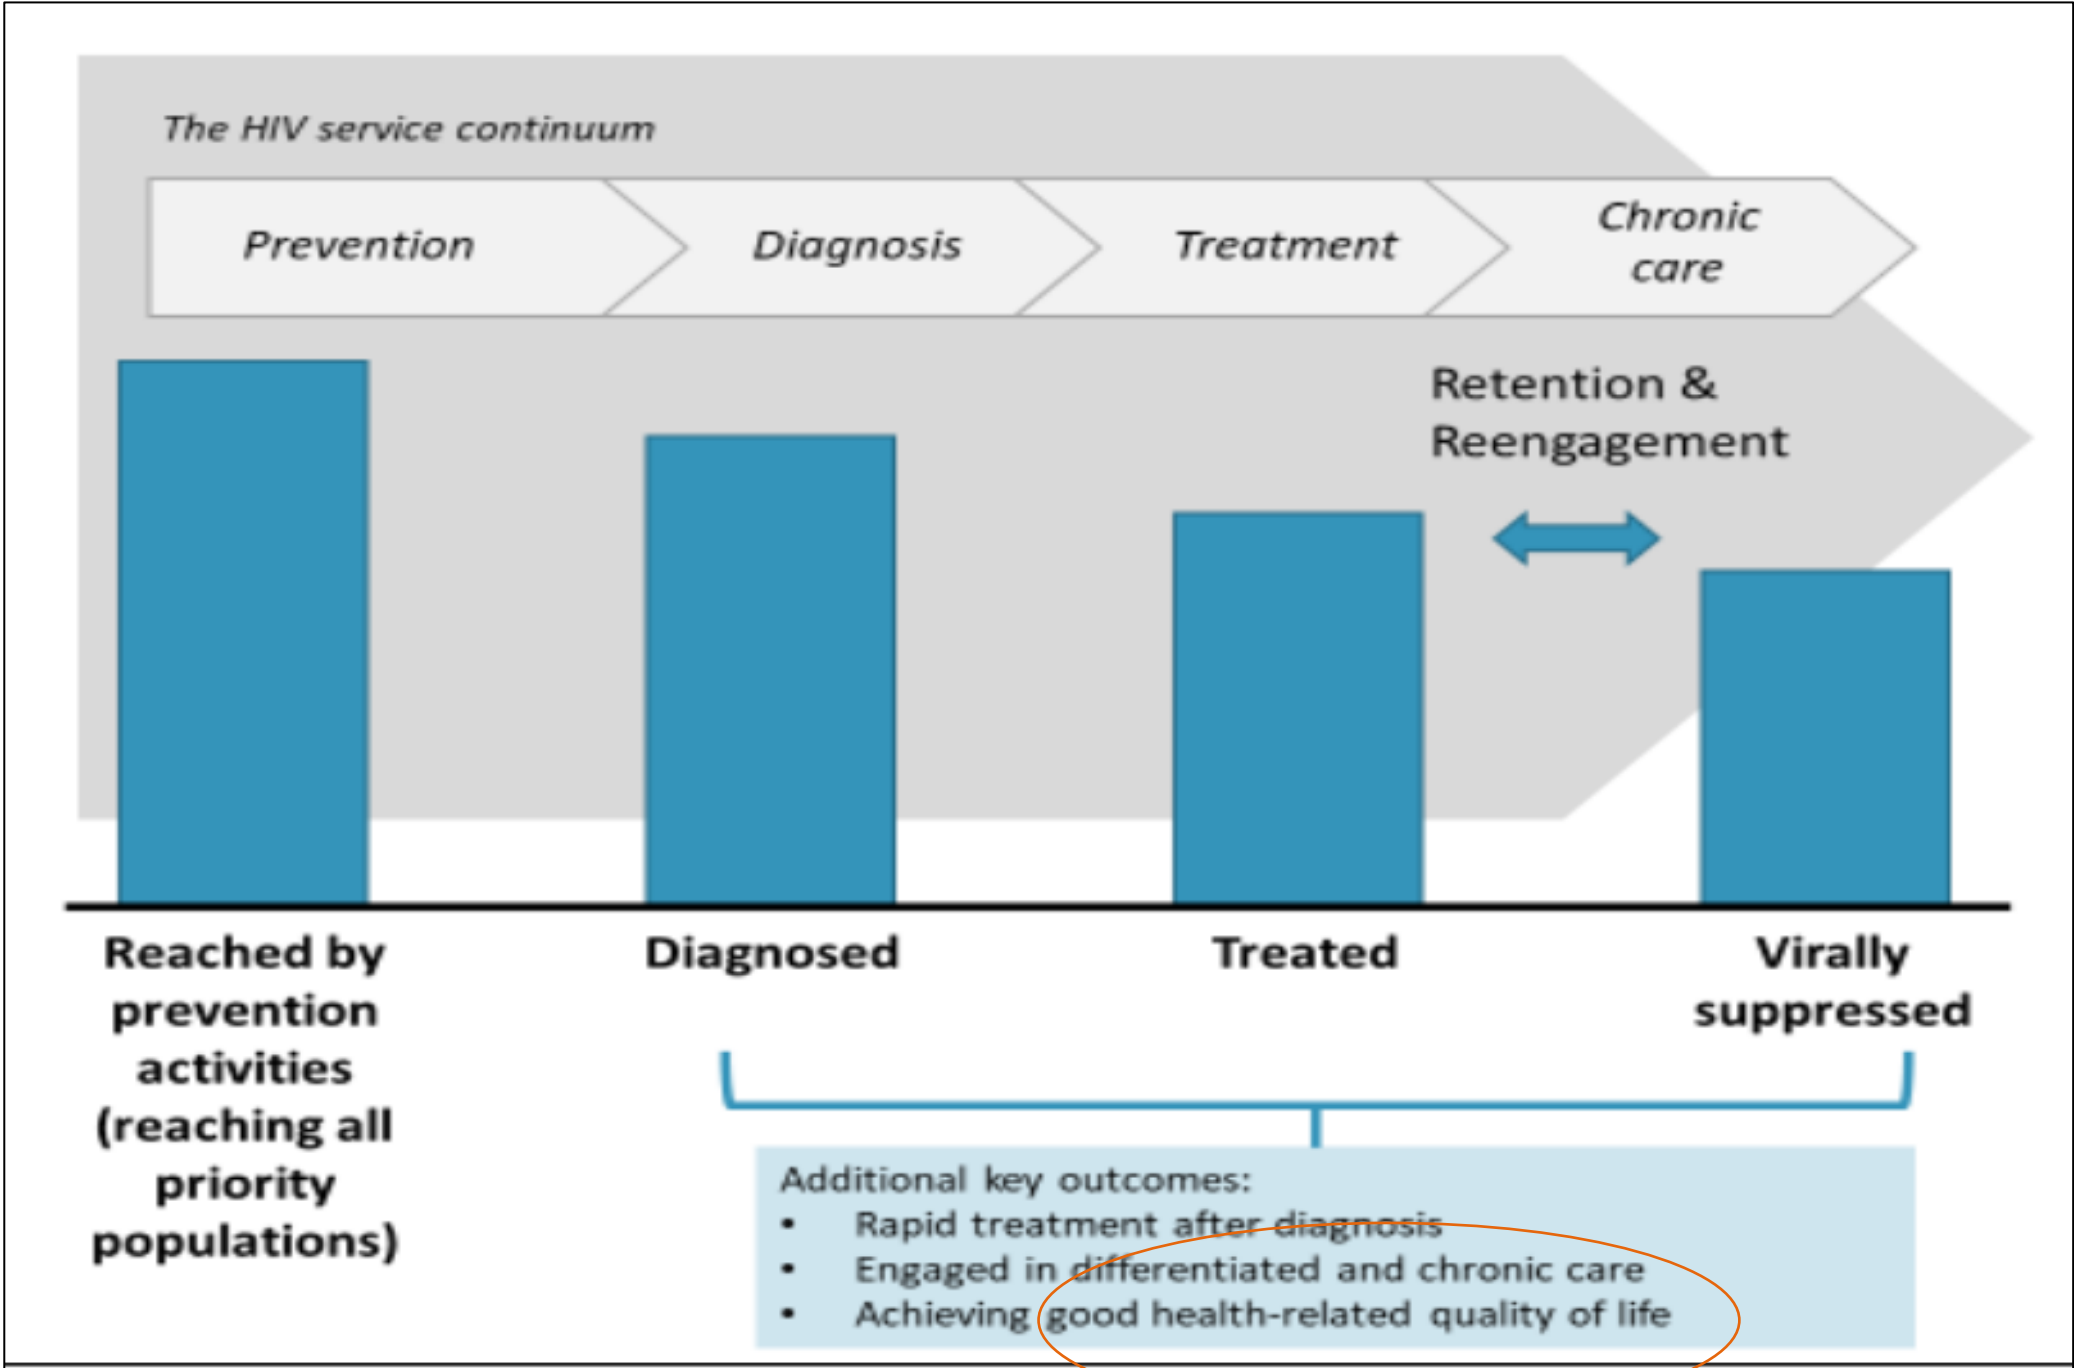 The HIV service continuum
Prevention
Diagnosis
Treatment
Chronic
care
Retention &
Reengagement
Reached by
prevention
activities
(reaching all
priority
populations)
Diagnosed
Treated
Virally
suppressed
Additional key outcomes:
• Rapid treatment after diagnosis
• Engaged in differentiated and chronic care
• Achieving good health-related quality of life